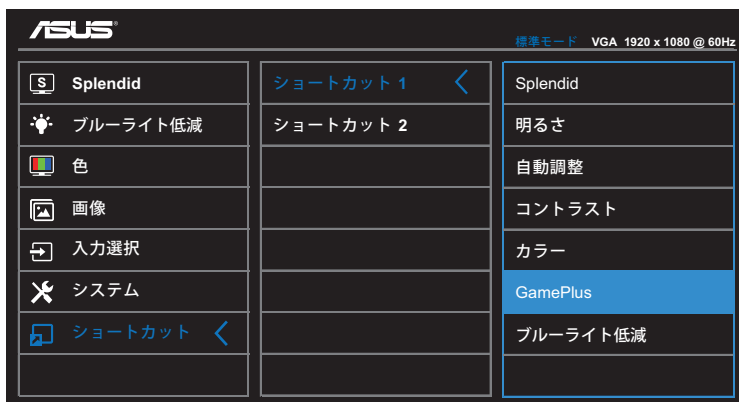 ASUS®
標準モード VGA 1920 x 1080 @ 60Hz
S Splendid
ブルーライト低減
色
画像
入力選択
システム
ショートカット
ショートカット 1
ショートカット 2
Splendid
明るさ
自動調整
コントラスト
カラー
GamePlus
ブルーライト低減